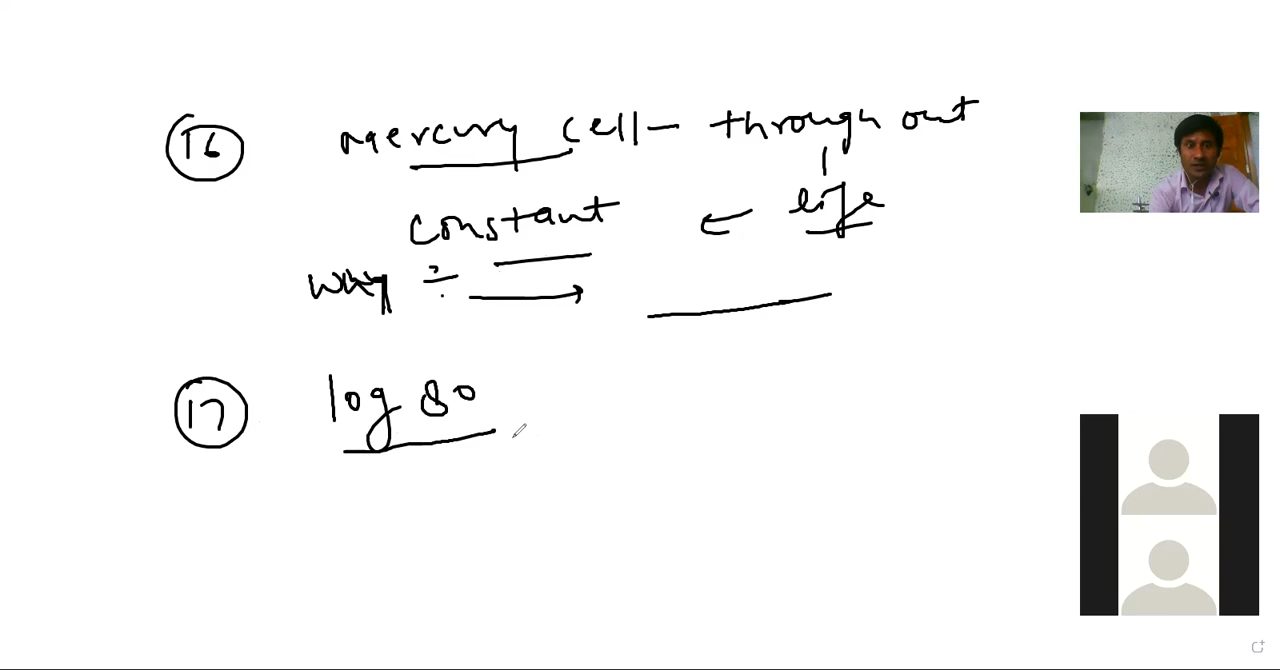 16 Mercury cell - through out
constant ← life
why ? →
17 log 80